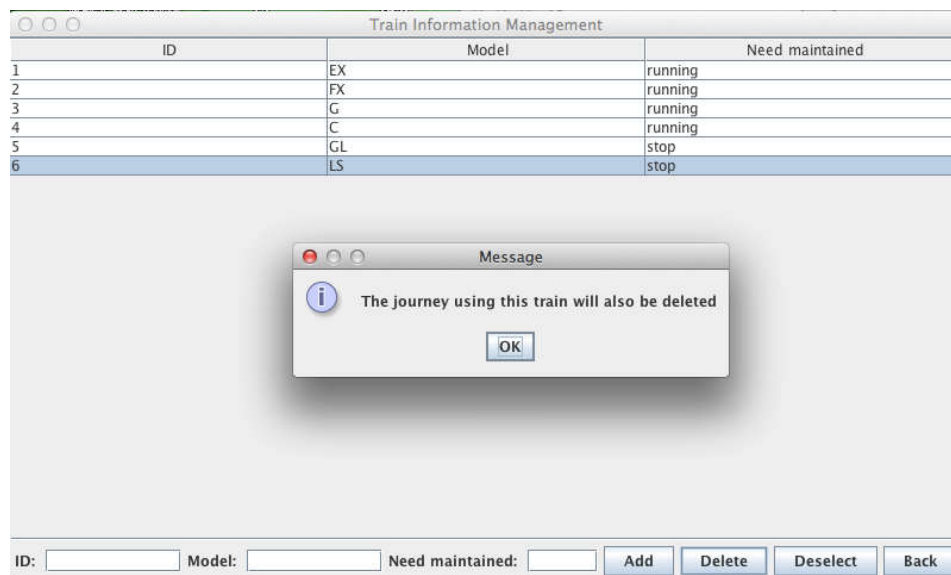 Train Information Management
ID Model Need maintained
1 EX running
2 FX running
3 G running
4 C running
5 GL stop
6 LS stop
Message
i
The journey using this train will also be deleted
OK
ID: Model: Need maintained: Add Delete Deselect Back